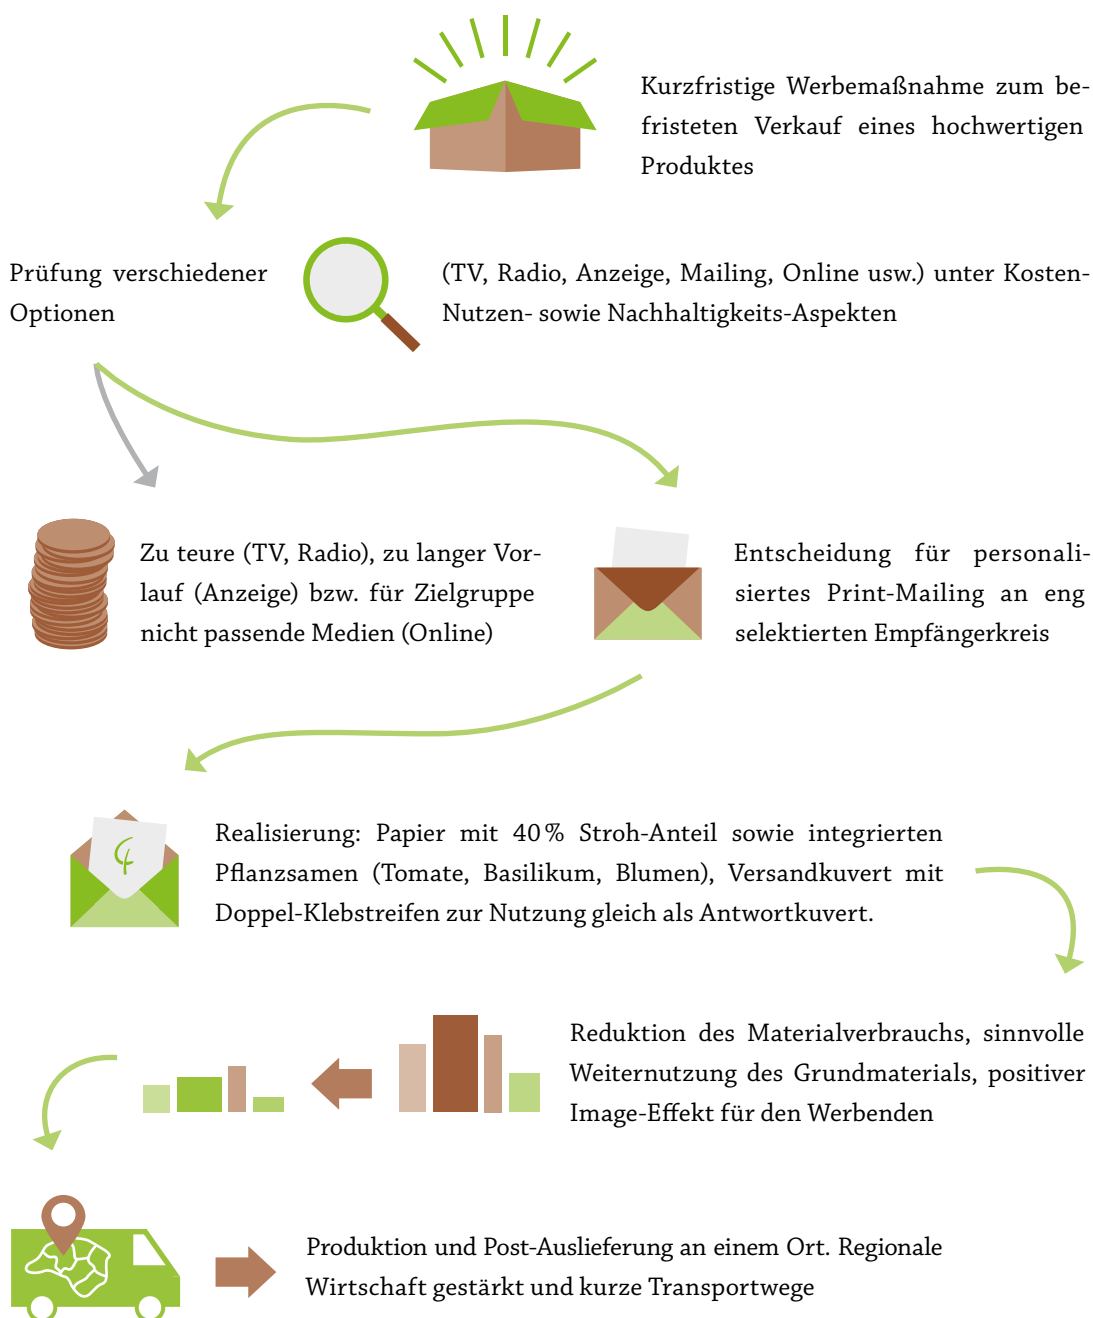 Kurzfristige Werbemaßnahme zum be-
fristeten Verkauf eines hochwertigen
Produktes
Prüfung verschiedener
Optionen
(TV, Radio, Anzeige, Mailing, Online usw.) unter Kosten-
Nutzen- sowie Nachhaltigkeits-Aspekten
Zu teure (TV, Radio), zu langer Vor-
lauf (Anzeige) bzw. für Zielgruppe
nicht passende Medien (Online)
Entscheidung für personali-
siertes Print-Mailing an eng
selektierten Empfängerkreis
Realisierung: Papier mit 40 % Stroh-Anteil sowie integrierten
Pflanzsamen (Tomate, Basilikum, Blumen), Versandkuvert mit
Doppel-Klebstreifen zur Nutzung gleich als Antwortkuvert.
Reduktion des Materialverbrauchs, sinnvolle
Weiternutzung des Grundmaterials, positiver
Image-Effekt für den Werbenden
Produktion und Post-Auslieferung an einem Ort. Regionale
Wirtschaft gestärkt und kurze Transportwege